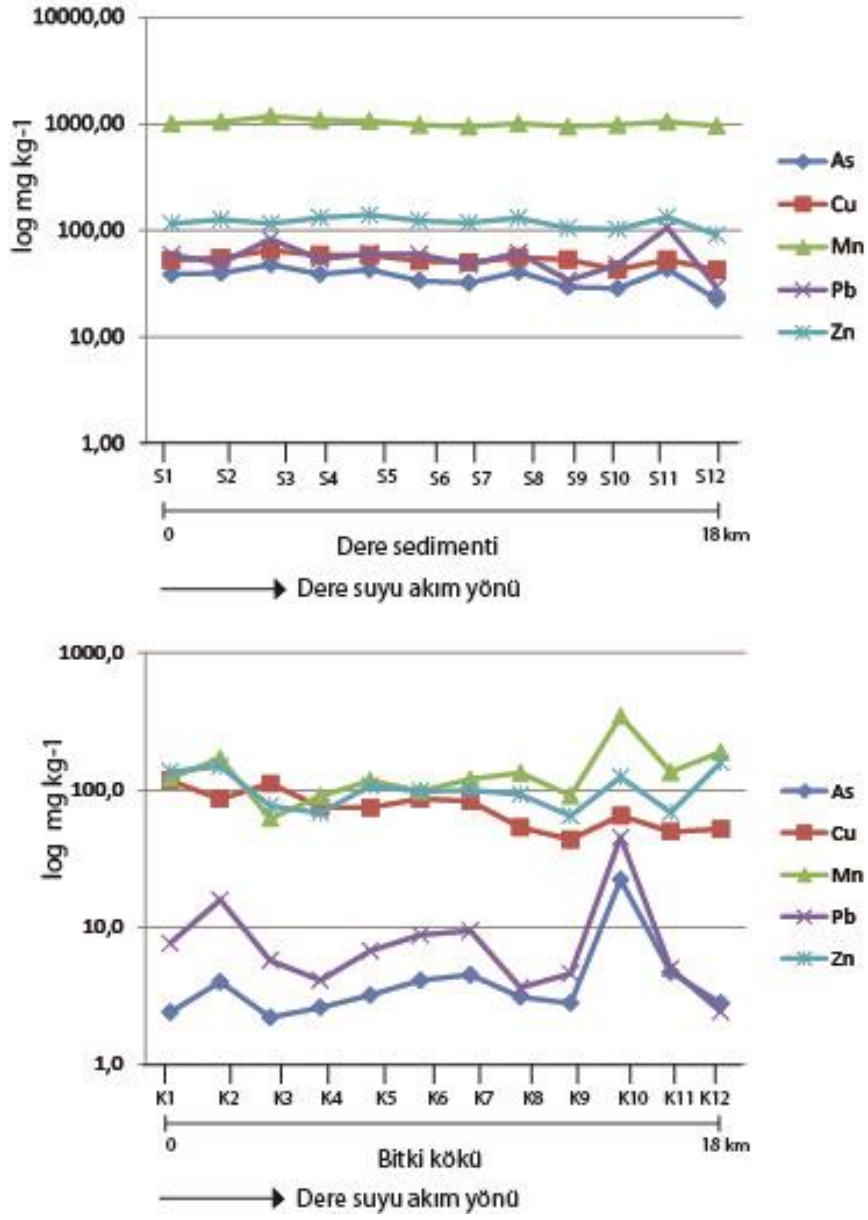 10000,00
1000,00
100,00
10,00
1,00
log mg kg-1
As
Cu
Mn
Pb
Zn
S1 S2 S3 S4 S5 S6 S7 S8 S9 S10 S11 S12
0 18 km
Dere sedimenti
Dere suyu akım yönü
1000,0
100,0
10,0
1,0
log mg kg-1
As
Cu
Mn
Pb
Zn
K1 K2 K3 K4 K5 K6 K7 K8 K9 K10 K11 K12
0 18 km
Bitki kökü
Dere suyu akım yönü